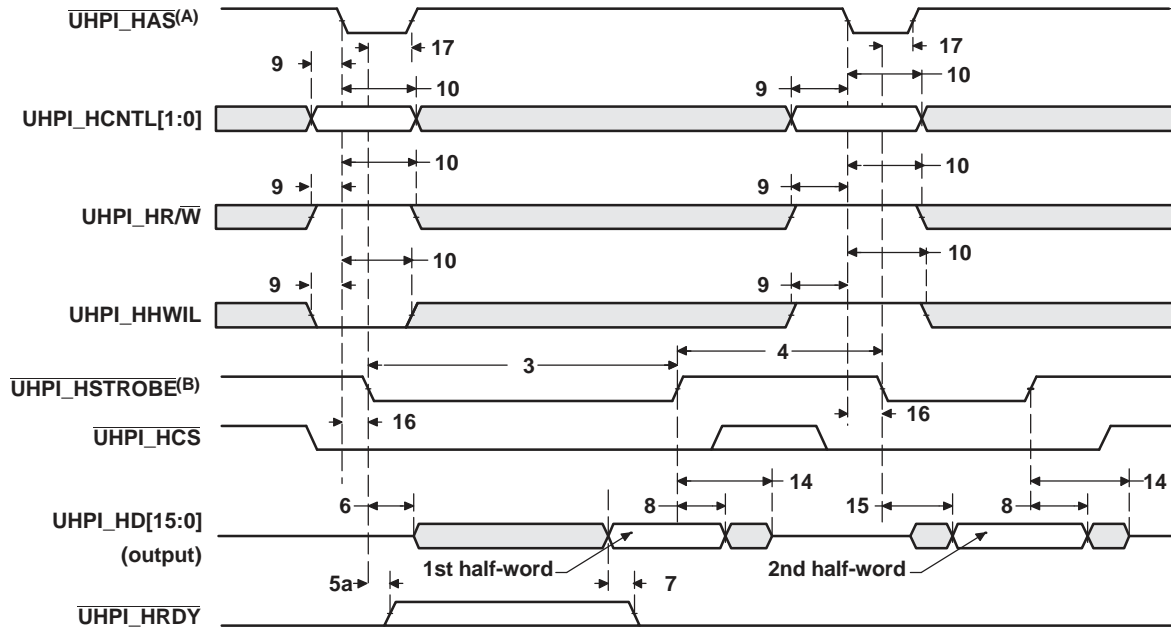 UHPI_HAS(A)
17
17
9
10
9
10
UHPI_HCNTL[1:0]
10
10
9
9
UHPI_HR/W
10
10
9
9
UHPI_HHWIL
3
4
UHPI_HSTROBE(B)
16
16
UHPI_HCS
14
14
6
8
15
8
UHPI_HD[15:0]
(output)
1st half-word
2nd half-word
5a
7
UHPI_HRDY